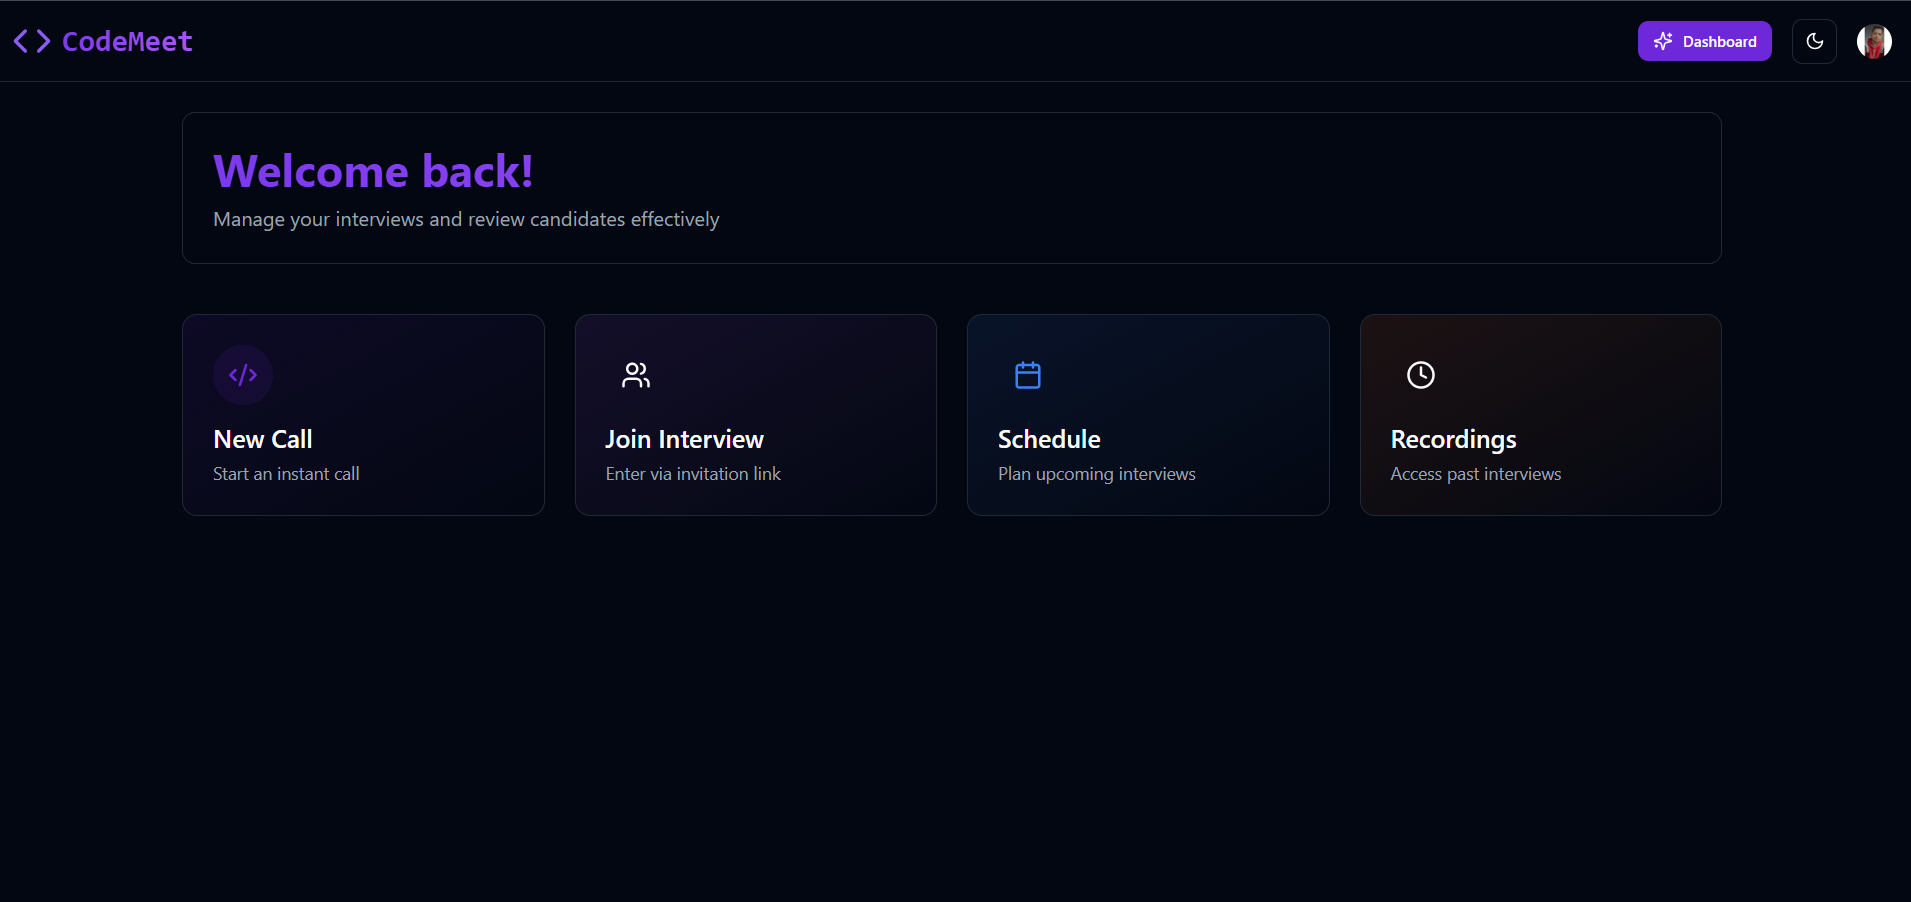 CodeMeet
Dashboard
Welcome back!
Manage your interviews and review candidates effectively
New Call
Start an instant call
Join Interview
Enter via invitation link
Schedule
Plan upcoming interviews
Recordings
Access past interviews